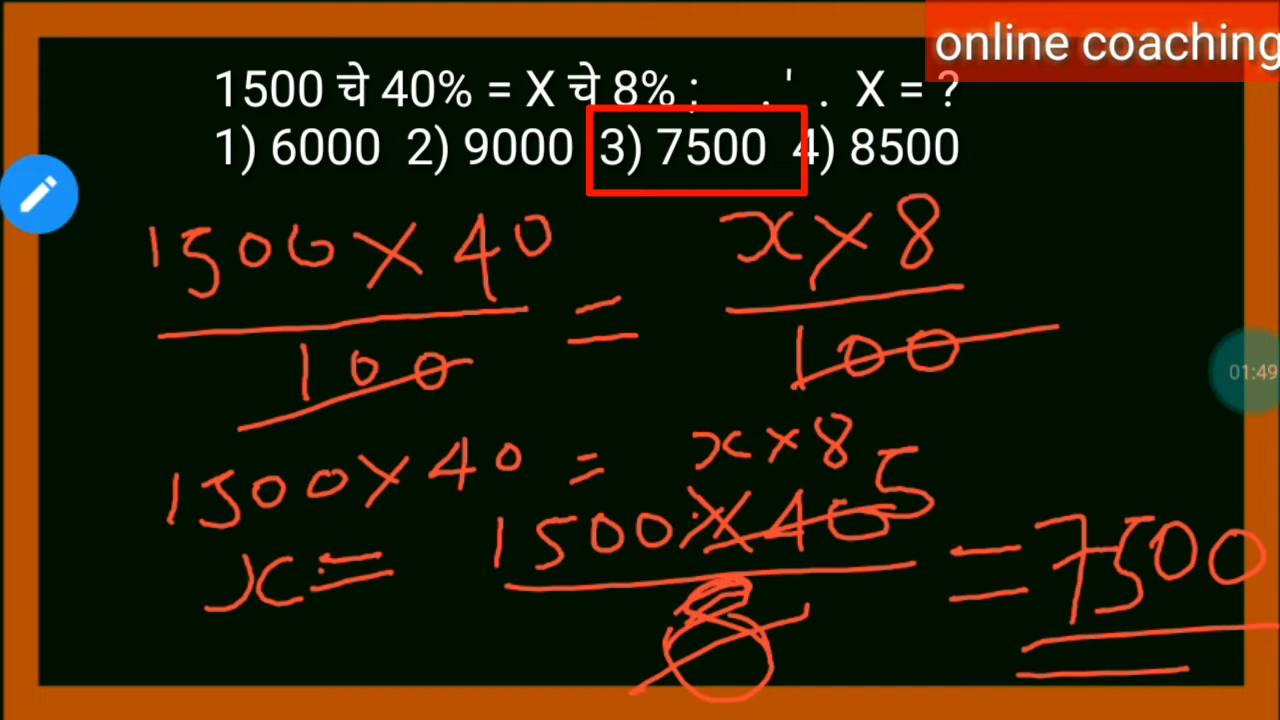 online coaching
1500 चे 40% = X चे 8% ; . ' . X = ?
1) 6000 2) 9000 3) 7500 4) 8500
1500 X 40 / 100 = x X 8 / 100
01:49
1500 X 40 = x x 8
x = 1500 X 40 5 / 8 = 7500